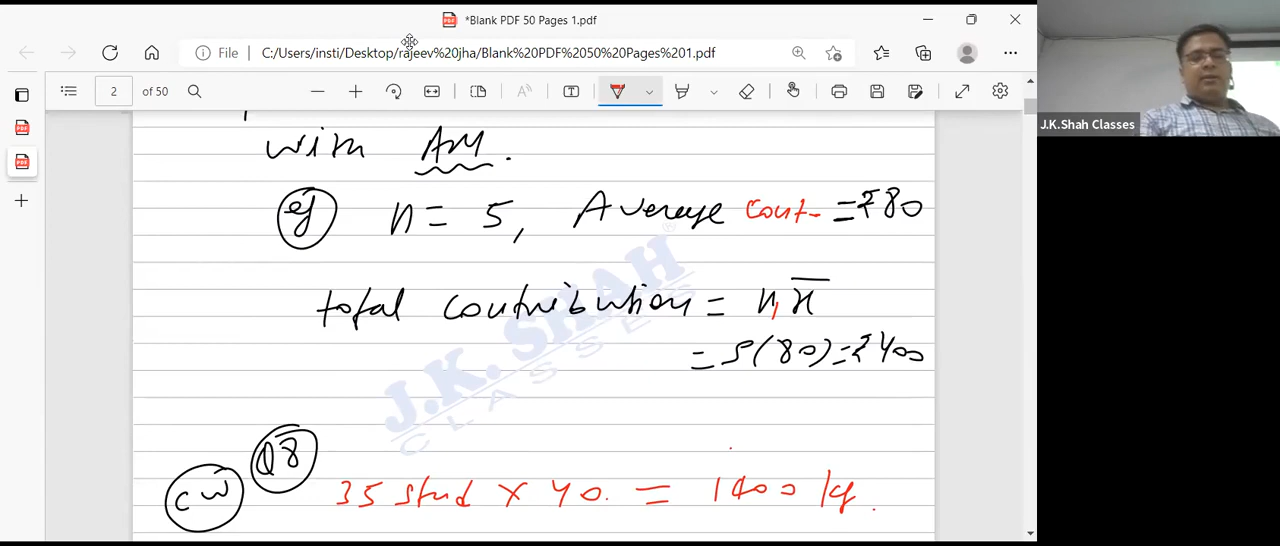 *Blank PDF 50 Pages 1.pdf
File C:/Users/insti/Desktop/rajeev%20jha/Blank%20PDF%2050%20Pages%201.pdf
2 of 50
J.K.Shah Classes
with AM.
eg n = 5, Average cont- = ₹80
total contribution = n, x̄
= 5(80) = ₹400
J.K. SHAH
CLASSES
CW Q8 35 stud × 40. = 1400 kg.